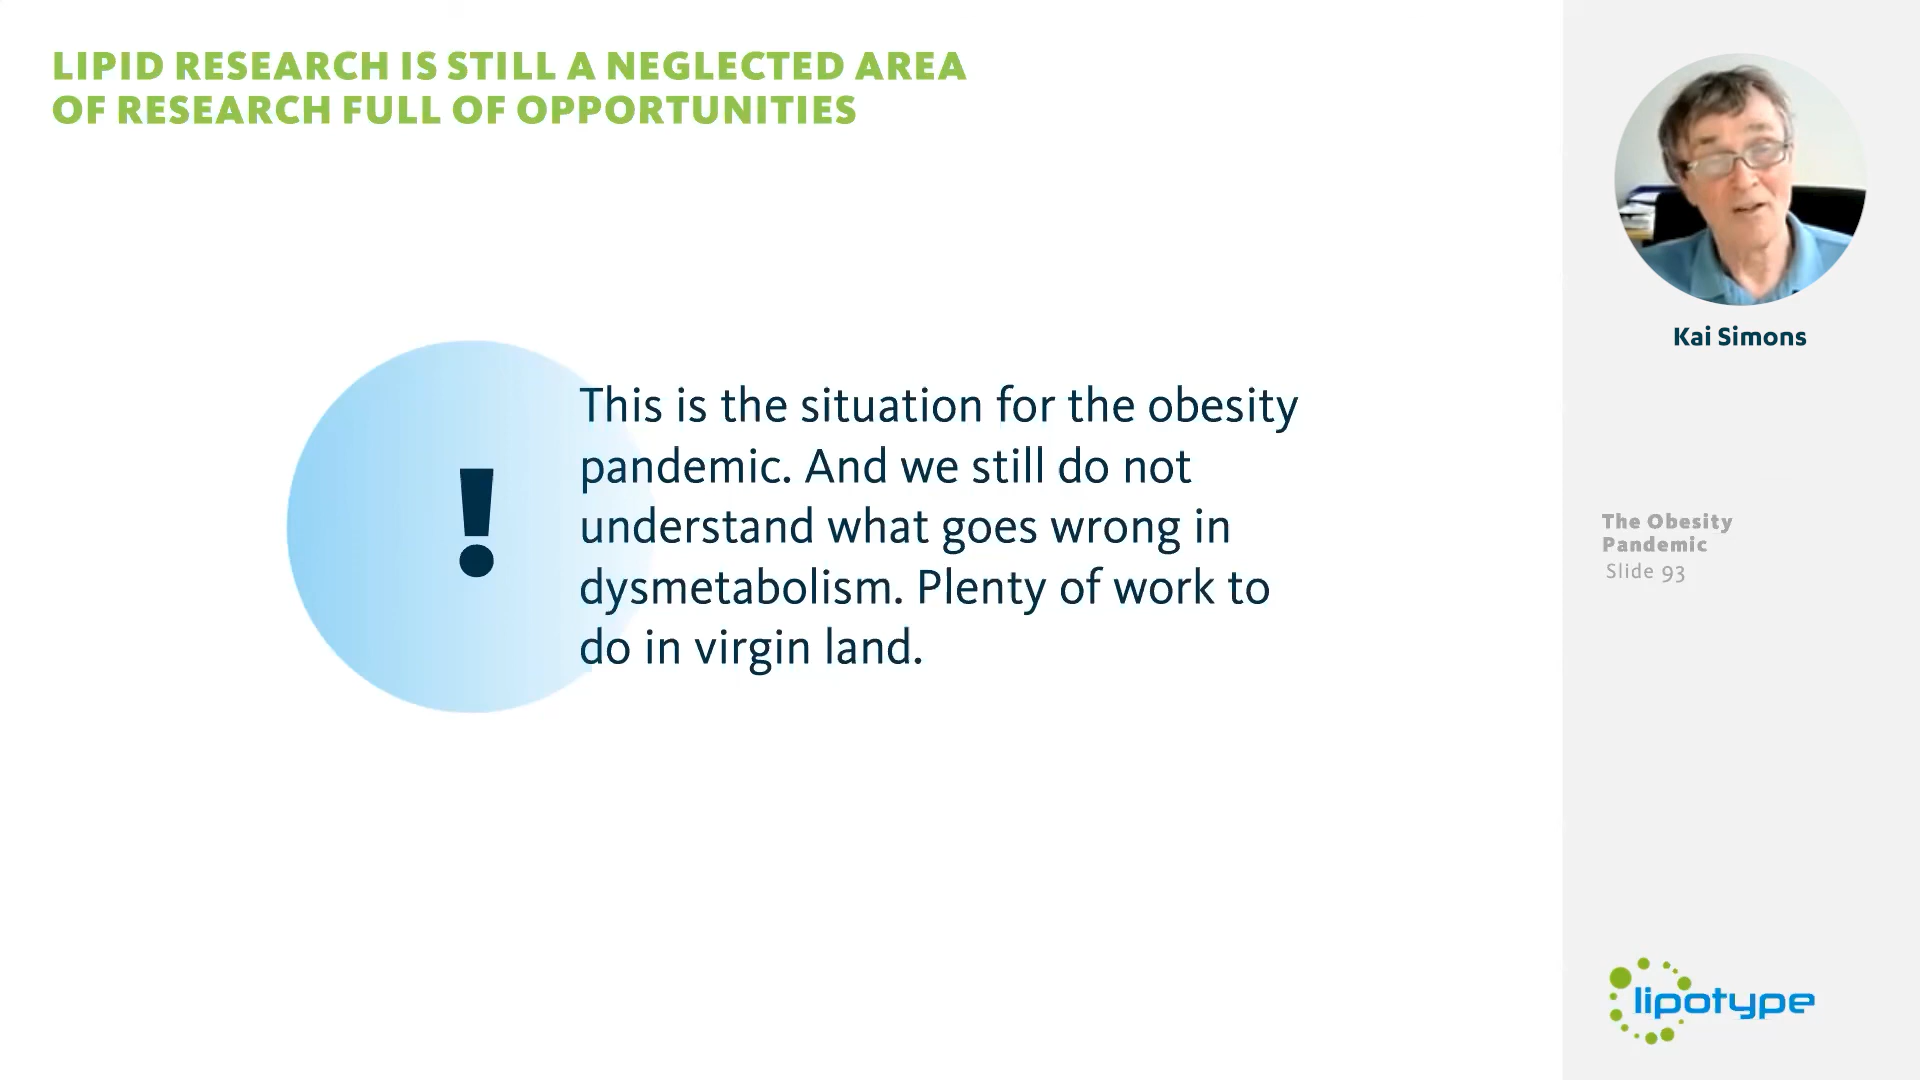 LIPID RESEARCH IS STILL A NEGLECTED AREA
OF RESEARCH FULL OF OPPORTUNITIES
!
This is the situation for the obesity
pandemic. And we still do not
understand what goes wrong in
dysmetabolism. Plenty of work to
do in virgin land.
Kai Simons
The Obesity
Pandemic
Slide 93
lipotype